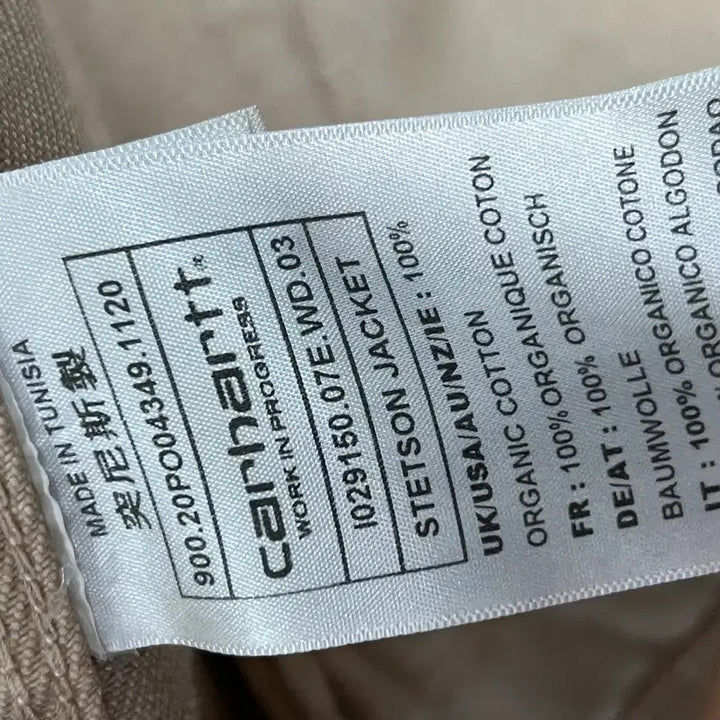 MADE IN TUNISIA
突尼斯製
900.20PO04349.1120
carhartt
WORK IN PROGRESS
I029150.07E.WD.03
STETSON JACKET
UK/USA/AU/NZ/IE : 100%
ORGANIC COTTON
FR : 100% ORGANIQUE COTON
DE/AT : 100% ORGANISCH
BAUMWOLLE
IT : 100% ORGANICO COTONE
100% ORGANICO ALGODON